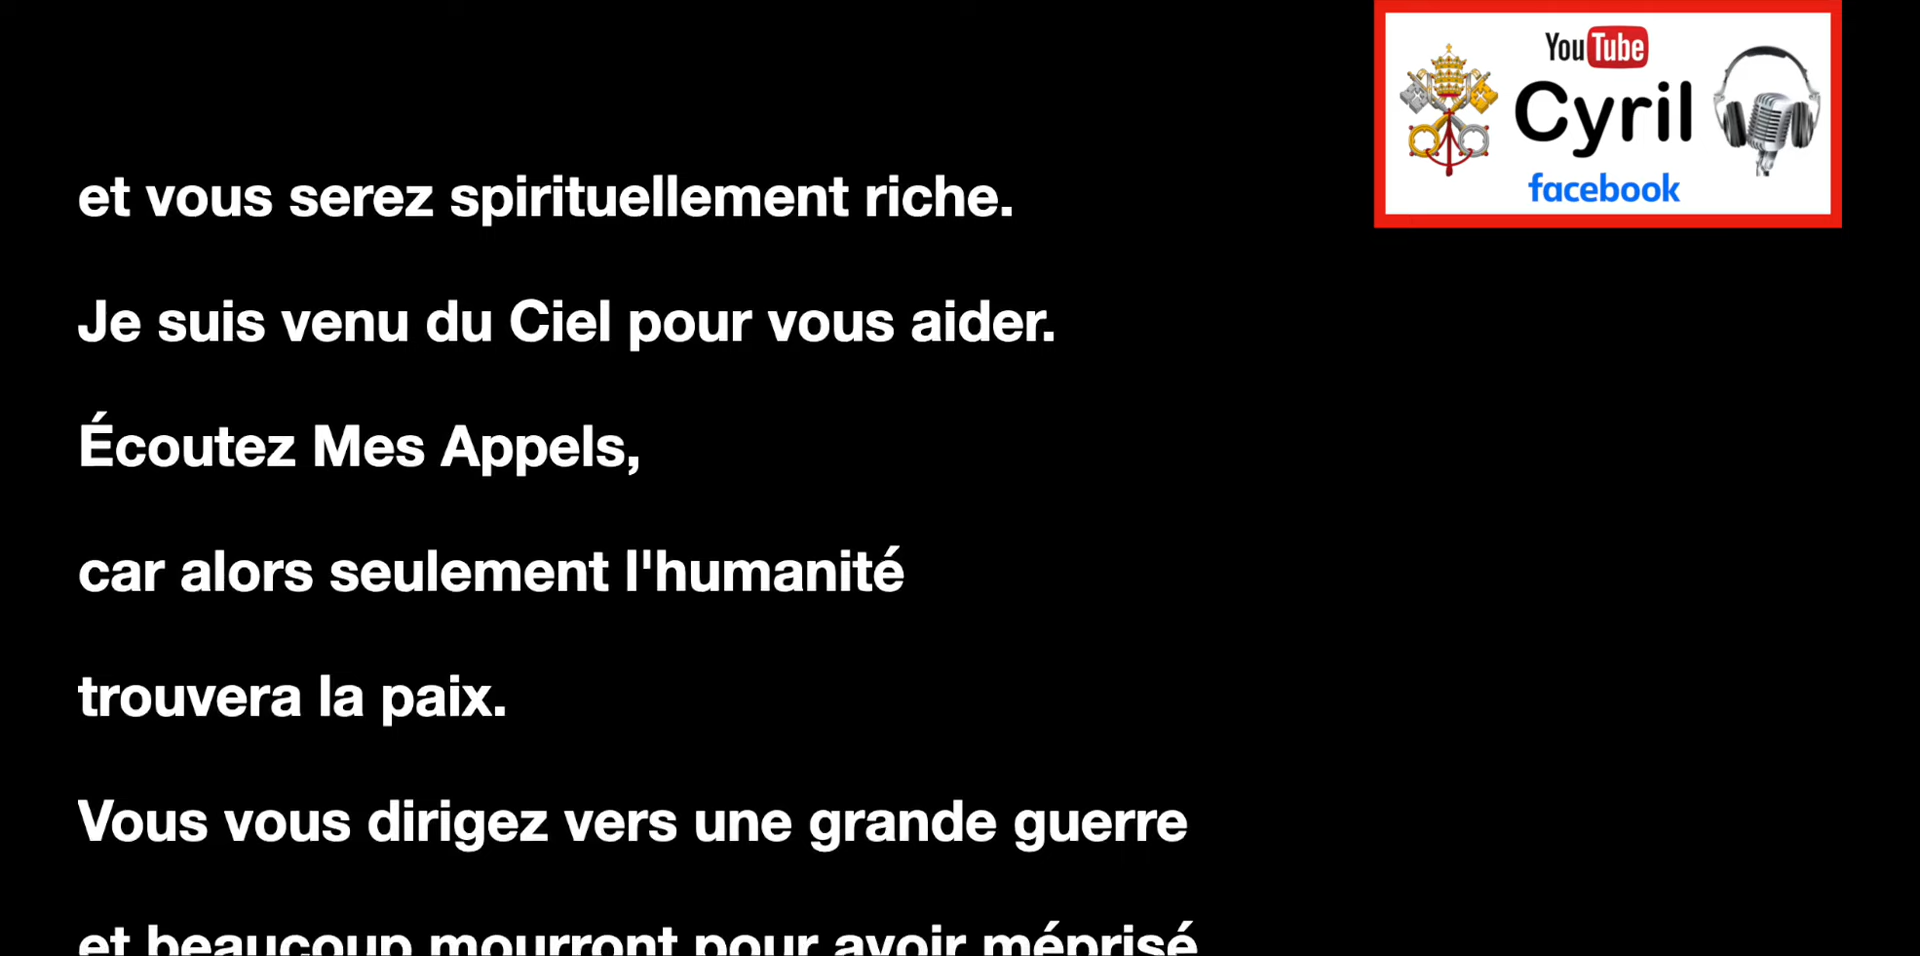 YouTube
Cyril
facebook
et vous serez spirituellement riche.
Je suis venu du Ciel pour vous aider.
Écoutez Mes Appels,
car alors seulement l'humanité
trouvera la paix.
Vous vous dirigez vers une grande guerre
et beaucoup mourront pour avoir méprisé